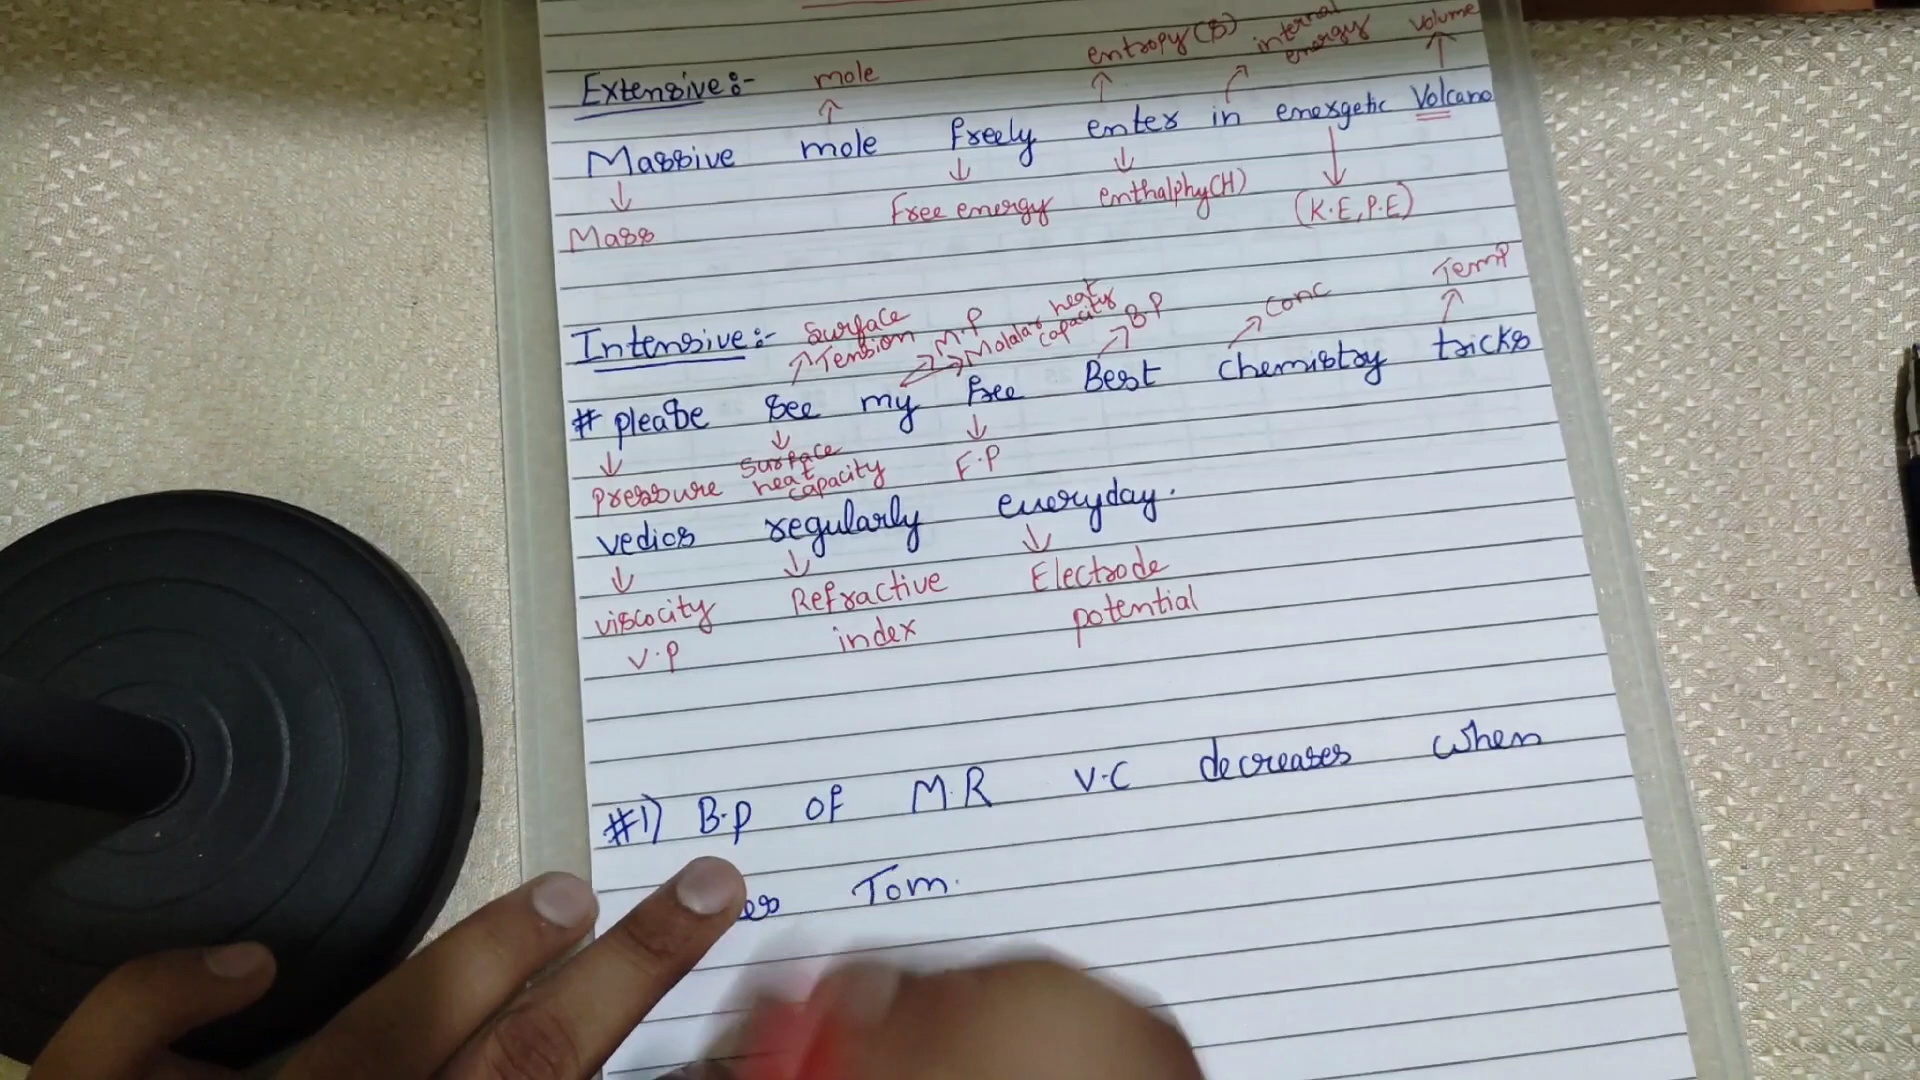 entropy(S) internal energy Volume
Extensive:- mole
Massive mole freely enter in energetic Volcano
Mass Free energy enthalphy(H) (K.E, P.E)
Temp
Intensive:- Surface Tension M.P Molalar heat capacity B.P conc
# please see my free Best chemistry tricks
pressure surface heat capacity F.P
vedios regularly everyday.
viscocity Refractive Electrode
V.P index potential
#1) B.P of M.R V.C decreases when
Tom.